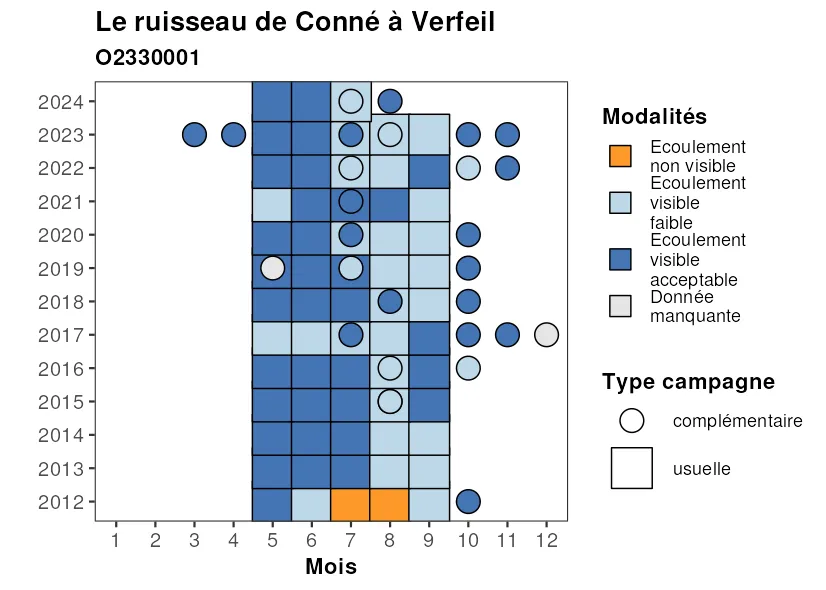 Le ruisseau de Conné à Verfeil
O2330001
2024
2023
2022
2021
2020
2019
2018
2017
2016
2015
2014
2013
2012
1 2 3 4 5 6 7 8 9 10 11 12
Mois
Modalités
Ecoulement
non visible
Ecoulement
visible
faible
Ecoulement
visible
acceptable
Donnée
manquante
Type campagne
complémentaire
usuelle